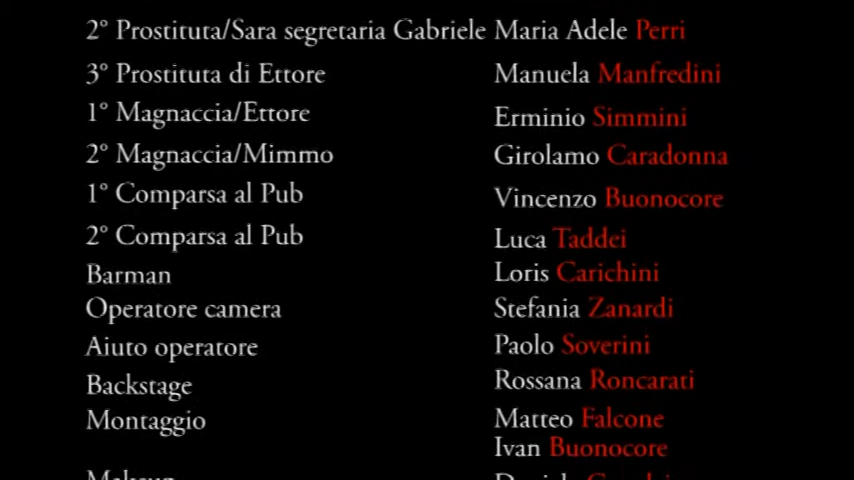 2° Prostituta/Sara segretaria Gabriele Maria Adele Perri
3° Prostituta di Ettore Manuela Manfredini
1° Magnaccia/Ettore Erminio Simmini
2° Magnaccia/Mimmo Girolamo Caradonna
1° Comparsa al Pub Vincenzo Buonocore
2° Comparsa al Pub Luca Taddei
Barman Loris Carichini
Operatore camera Stefania Zanardi
Aiuto operatore Paolo Soverini
Backstage Rossana Roncarati
Montaggio Matteo Falcone
Ivan Buonocore